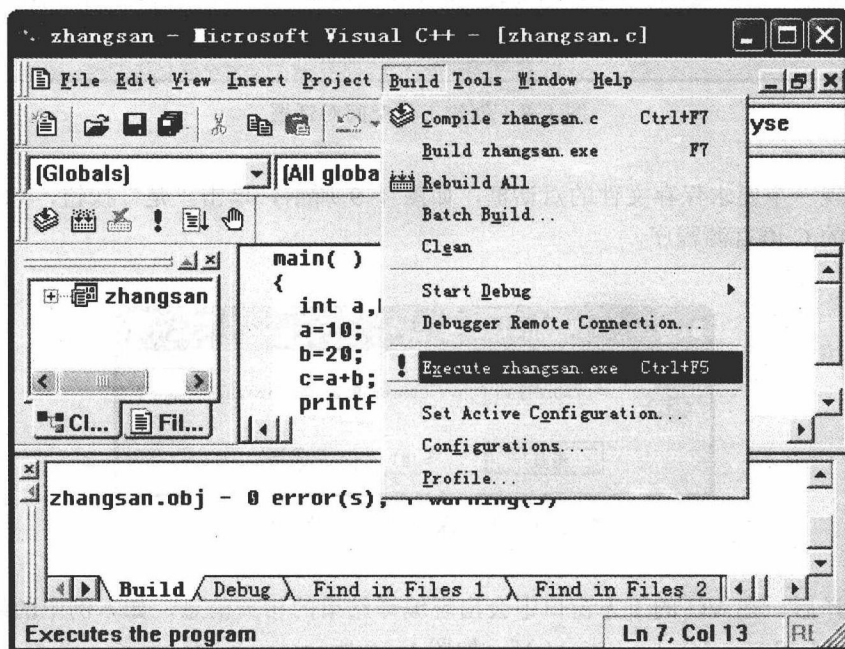 zhangsan - Microsoft Visual C++ - [zhangsan.c]
File Edit View Insert Project Build Tools Window Help
yse
(Globals)
(All globa
Compile zhangsan.c Ctrl+F7
Build zhangsan.exe F7
Rebuild All
Batch Build...
Clean
Start Debug
Debugger Remote Connection...
Execute zhangsan.exe Ctrl+F5
Set Active Configuration...
Configurations...
Profile...
zhangsan
Cl... Fil...
main( )
{
int a,
a=10;
b=20;
c=a+b;
printf
zhangsan.obj - 0 error(s), warning(s)
Build Debug Find in Files 1 Find in Files 2
Executes the program Ln 7, Col 13